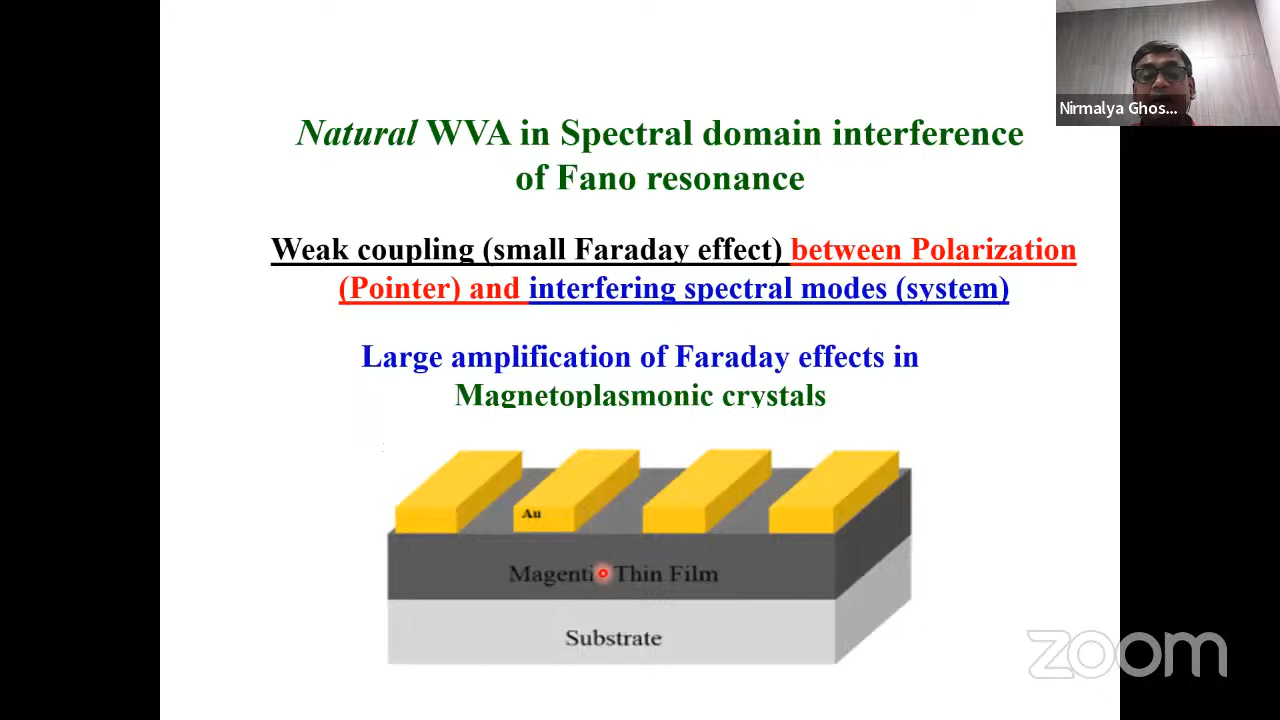 Nirmalya Ghos...
Natural WVA in Spectral domain interference
of Fano resonance
Weak coupling (small Faraday effect) between Polarization
(Pointer) and interfering spectral modes (system)
Large amplification of Faraday effects in
Magnetoplasmonic crystals
Au
Magenti Thin Film
Substrate
zoom